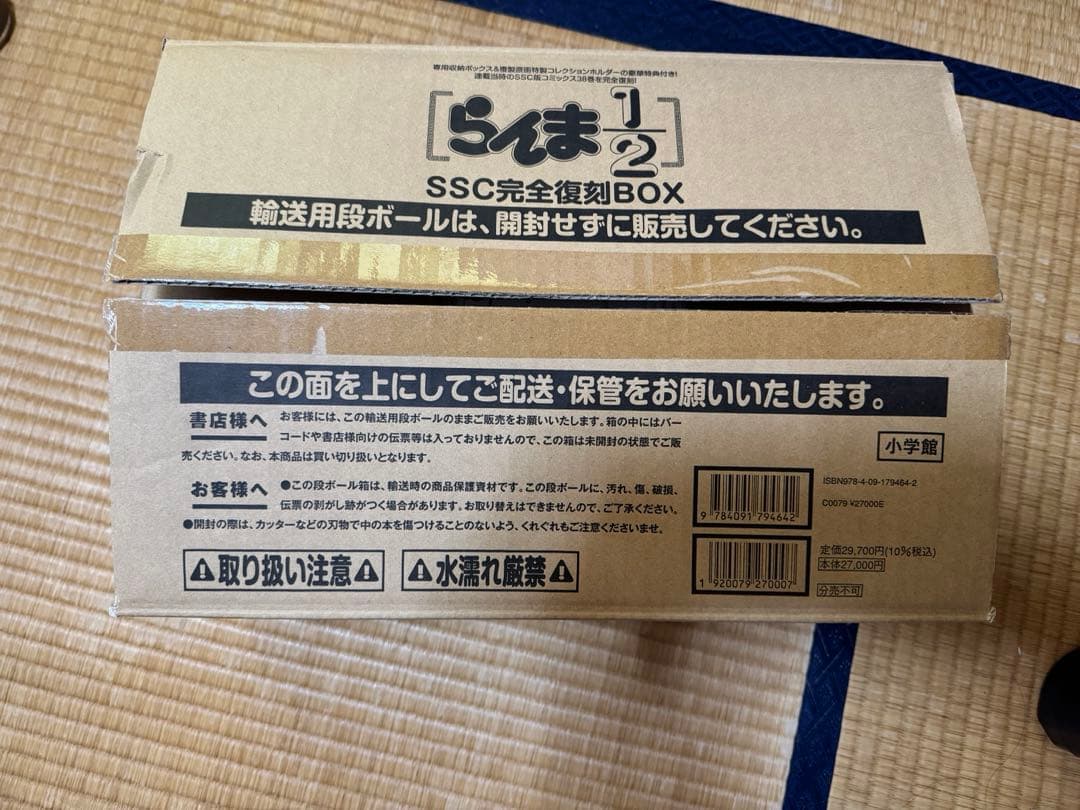 専用収納ボックス&複製原画特製コレクションホルダーの豪華特典付き!
連載当時のSSC版コミックス38巻を完全復刻!
[らんま1/2]
SSC完全復刻BOX
輸送用段ボールは、開封せずに販売してください。
この面を上にしてご配送・保管をお願いいたします。
書店様へ お客様には、この輸送用段ボールのままご販売をお願いいたします。箱の中にはバー
コードや書店様向けの伝票等は入っておりませんので、この箱は未開封の状態でご販
売ください。なお、本商品は買い切り扱いとなります。
お客様へ ●この段ボール箱は、輸送時の商品保護資材です。この段ボールに、汚れ、傷、破損、
伝票の剥がし跡がつく場合があります。お取り替えはできませんので、ご了承ください。
●開封の際は、カッターなどの刃物で中の本を傷つけることのないよう、くれぐれもご注意くださいませ。
取り扱い注意
水濡れ厳禁
小学館
9 784091 794642
ISBN978-4-09-179464-2
C0079 ¥27000E
1 920079 270007
定価29,700円(10%税込)
本体27,000円
分売不可